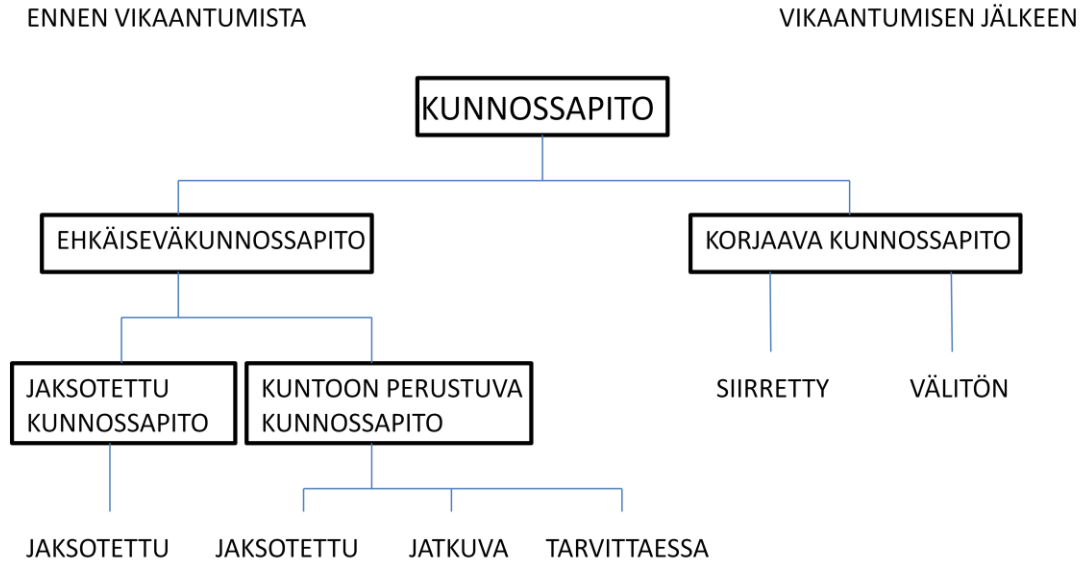 ENNEN VIKAANTUMISTA
VIKAANTUMISEN JÄLKEEN
KUNNOSSAPITO
EHKÄISEVÄKUNNOSSAPITO
KORJAAVA KUNNOSSAPITO
JAKSOTETTU
KUNNOSSAPITO
KUNTOON PERUSTUVA
KUNNOSSAPITO
SIIRRETTY
VÄLITÖN
JAKSOTETTU
JAKSOTETTU
JATKUVA
TARVITTAESSA